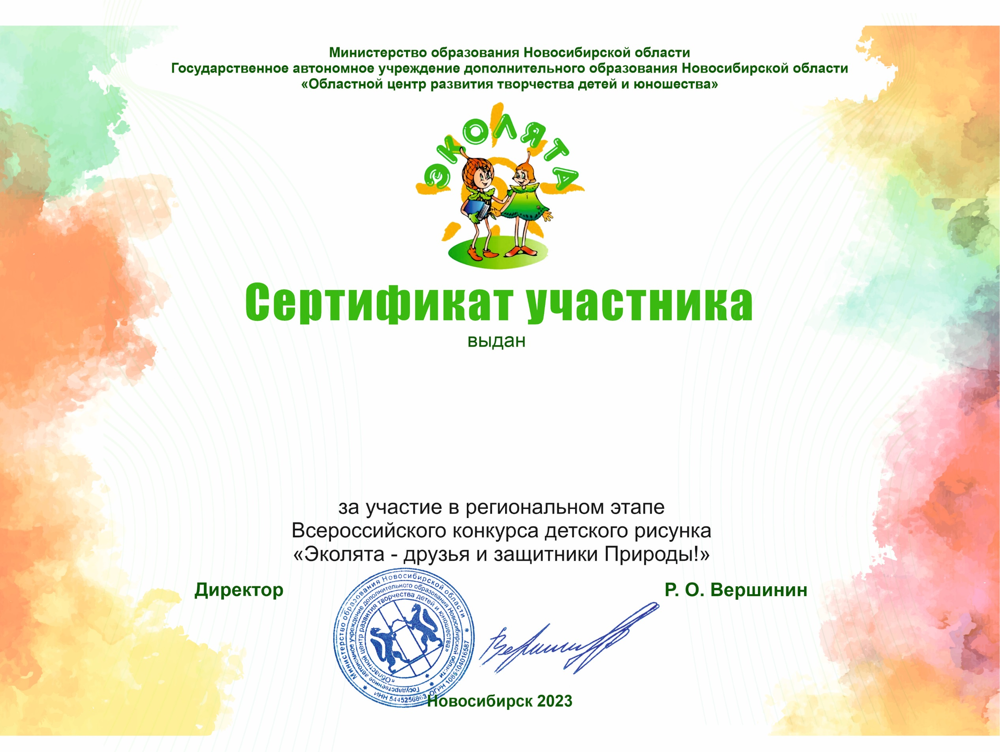 Министерство образования Новосибирской области
Государственное автономное учреждение дополнительного образования Новосибирской области
«Областной центр развития творчества детей и юношества»
ЭКОЛЯТА
Сертификат участника
выдан
за участие в региональном этапе
Всероссийского конкурса детского рисунка
«Эколята - друзья и защитники Природы!»
Директор
Р. О. Вершинин
Министерство образования Новосибирской области
ИНН 5445256863 ОГРН 1085404016587
Государственное автономное учреждение дополнительного образования Новосибирской области
«Областной центр развития творчества детей и юношества»
Новосибирск 2023